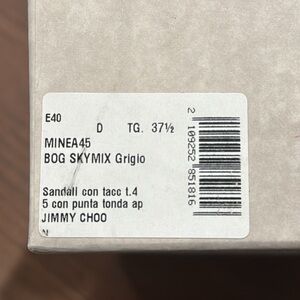 E40
D TG. 37½
MINEA45
BOG SKYMIX Grigio
Sandali con tacc t.4
5 con punta tonda ap
JIMMY CHOO
N
2 109252 851816